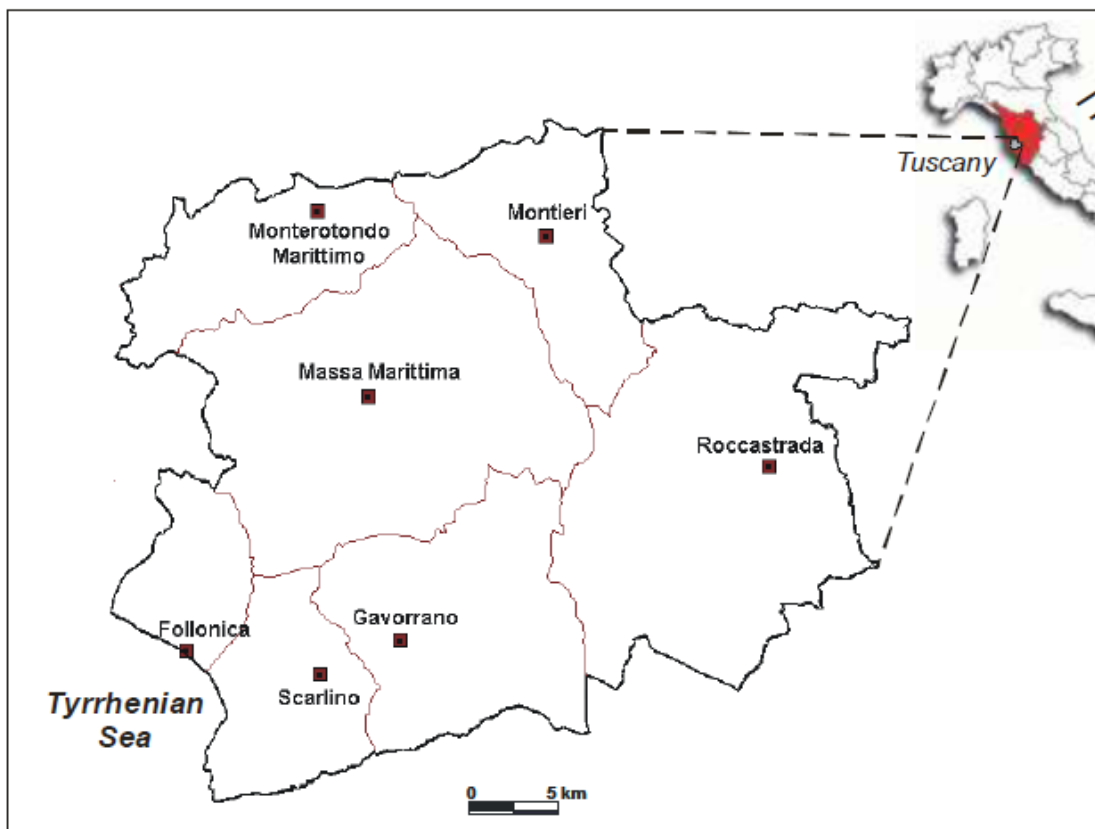 Tuscany
Montieri
Monterotondo
Marittimo
Massa Marittima
Roccastrada
Follonica
Gavorrano
Scarlino
Tyrrhenian
Sea
0 5 km